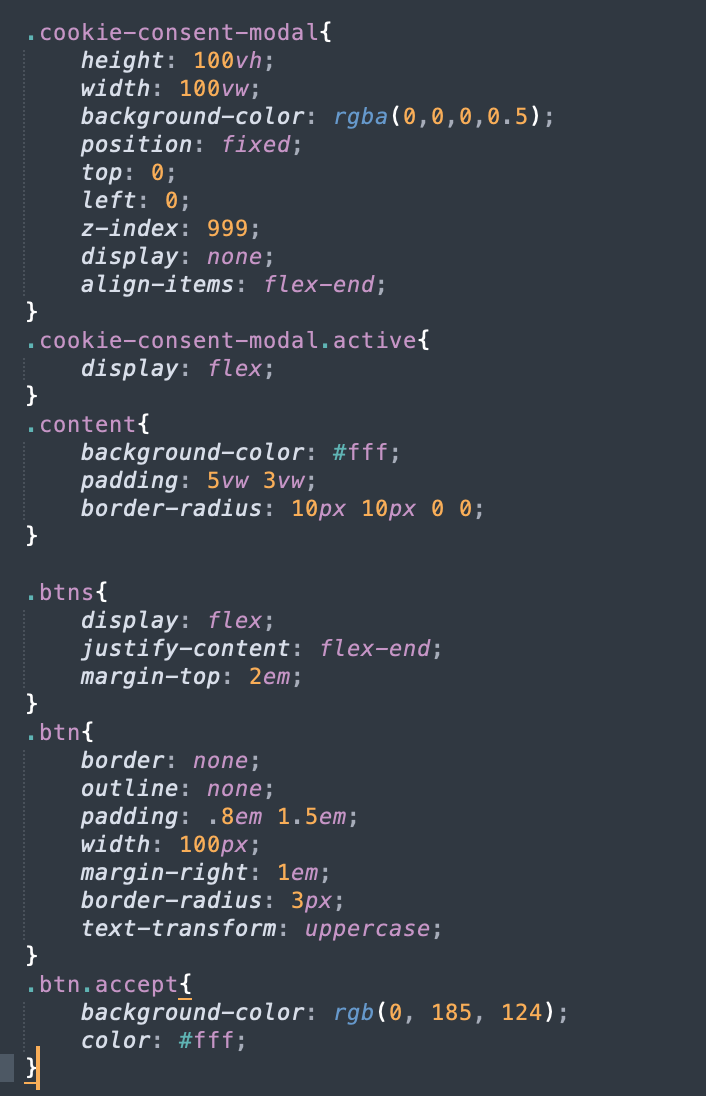 .cookie-consent-modal{
    height: 100vh;
    width: 100vw;
    background-color: rgba(0,0,0,0.5);
    position: fixed;
    top: 0;
    left: 0;
    z-index: 999;
    display: none;
    align-items: flex-end;
}
.cookie-consent-modal.active{
    display: flex;
}
.content{
    background-color: #fff;
    padding: 5vw 3vw;
    border-radius: 10px 10px 0 0;
}

.btns{
    display: flex;
    justify-content: flex-end;
    margin-top: 2em;
}
.btn{
    border: none;
    outline: none;
    padding: .8em 1.5em;
    width: 100px;
    margin-right: 1em;
    border-radius: 3px;
    text-transform: uppercase;
}
.btn.accept{
    background-color: rgb(0, 185, 124);
    color: #fff;
}